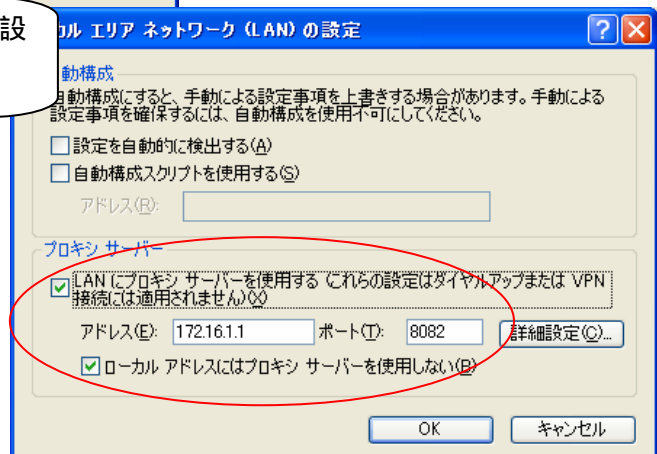 設
カル エリア ネットワーク (LAN) の設定
動構成
自動構成にすると、手動による設定事項を上書きする場合があります。手動による
設定事項を確保するには、自動構成を使用不可にしてください。
設定を自動的に検出する(A)
自動構成スクリプトを使用する(S)
アドレス(R):
プロキシ サーバー
LAN にプロキシ サーバーを使用する (これらの設定はダイヤルアップまたは VPN
接続には適用されません)(X)
アドレス(E): 172.16.1.1 ポート(T): 8082 詳細設定(C)...
ローカル アドレスにはプロキシ サーバーを使用しない(B)
OK キャンセル